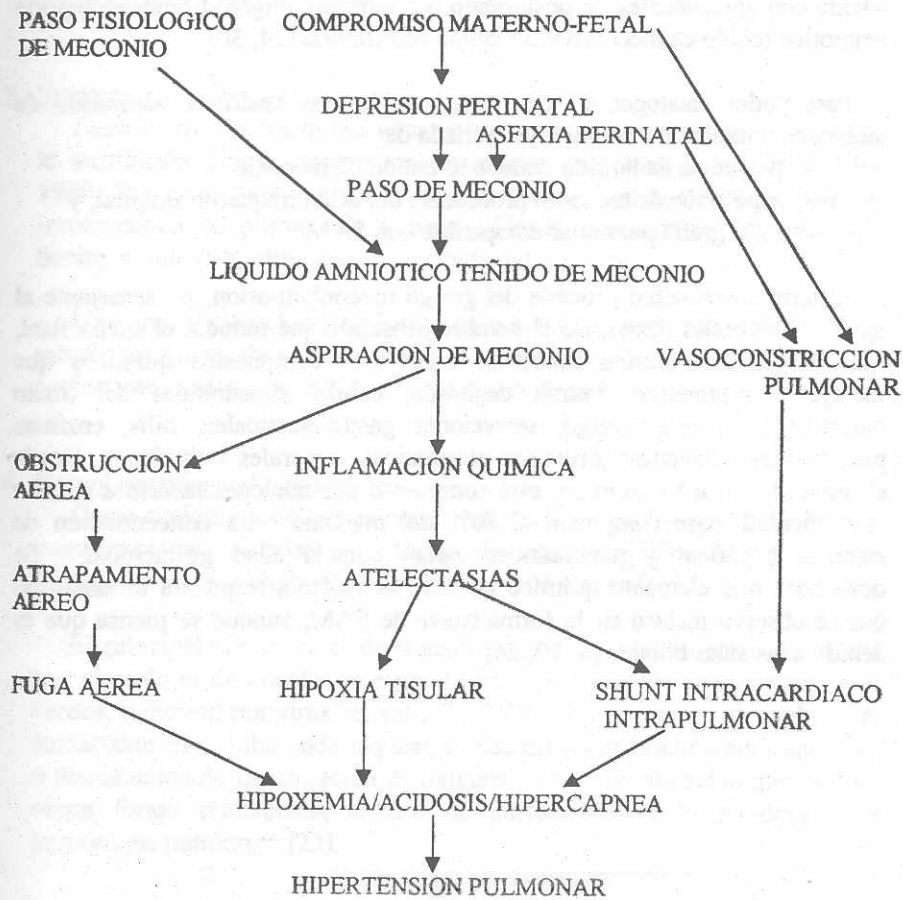 PASO FISIOLOGICO
DE MECONIO
COMPROMISO MATERNO-FETAL
DEPRESION PERINATAL
ASFIXIA PERINATAL
PASO DE MECONIO
LIQUIDO AMNIOTICO TEÑIDO DE MECONIO
ASPIRACION DE MECONIO
VASOCONSTRICCION
PULMONAR
OBSTRUCCION
AEREA
INFLAMACION QUIMICA
ATRAPAMIENTO
AEREO
ATELECTASIAS
FUGA AEREA
HIPOXIA TISULAR
SHUNT INTRACARDIACO
INTRAPULMONAR
HIPOXEMIA/ACIDOSIS/HIPERCAPNEA
HIPERTENSION PULMONAR